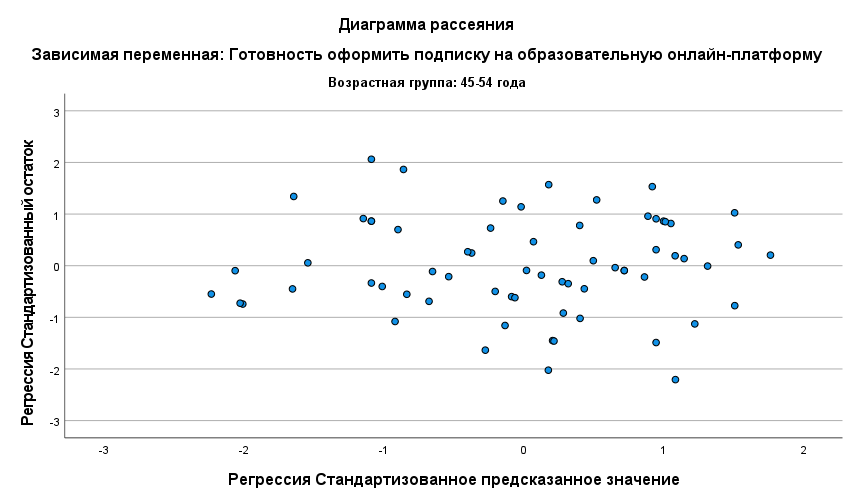 Диаграмма рассеяния
Зависимая переменная: Готовность оформить подписку на образовательную онлайн-платформу
Возрастная группа: 45-54 года
Регрессия Стандартизованный остаток
3
2
1
0
-1
-2
-3
-3
-2
-1
0
1
2
Регрессия Стандартизованное предсказанное значение